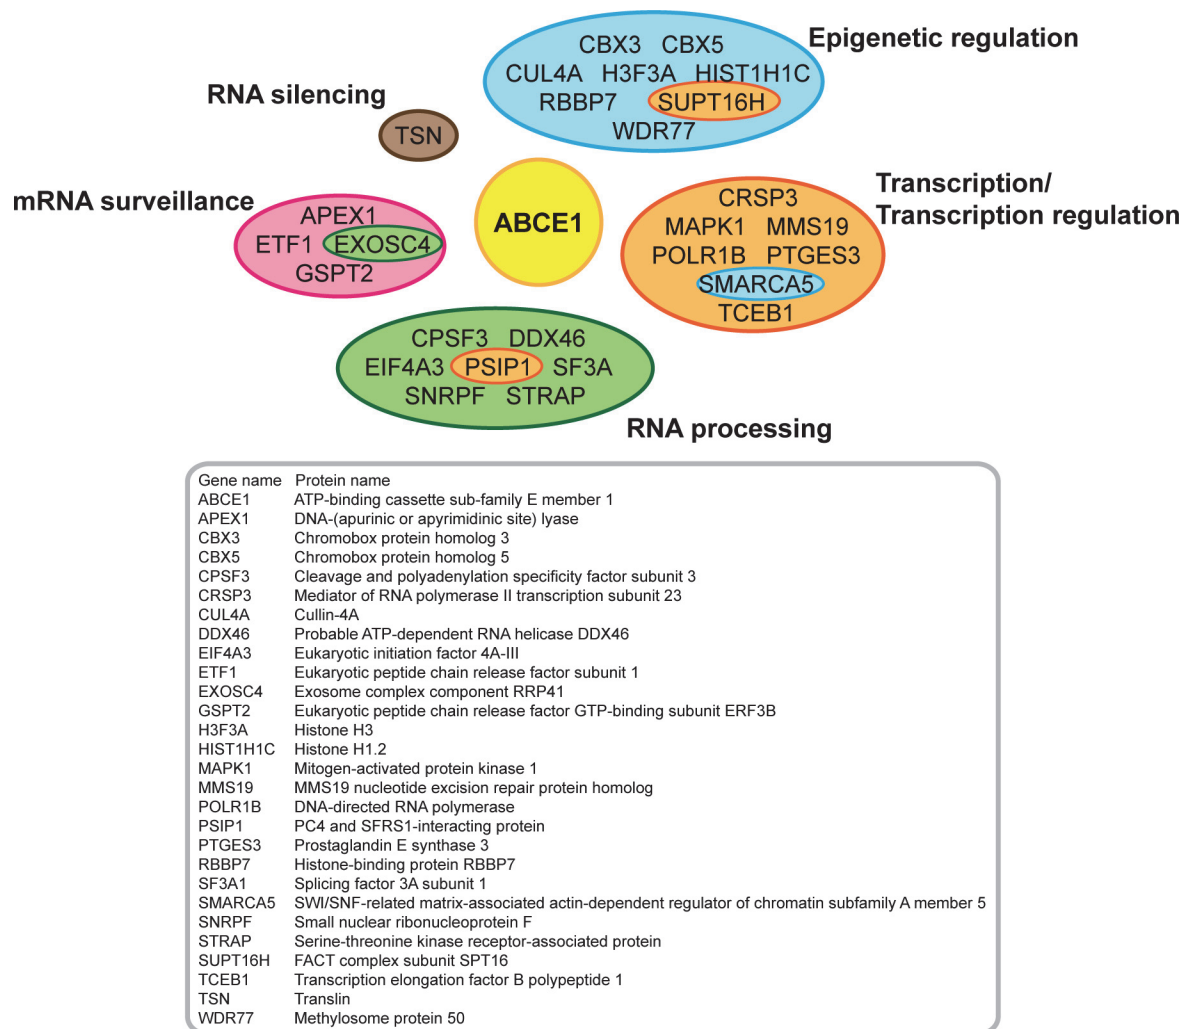 Epigenetic regulation
CBX3 CBX5
CUL4A H3F3A HIST1H1C
RBBP7 SUPT16H
WDR77
RNA silencing
TSN
mRNA surveillance
APEX1
ETF1 EXOSC4
GSPT2
ABCE1
Transcription/
Transcription regulation
CRSP3
MAPK1 MMS19
POLR1B PTGES3
SMARCA5
TCEB1
CPSF3 DDX46
EIF4A3 PSIP1 SF3A
SNRPF STRAP
RNA processing
Gene name Protein name
ABCE1 ATP-binding cassette sub-family E member 1
APEX1 DNA-(apurinic or apyrimidinic site) lyase
CBX3 Chromobox protein homolog 3
CBX5 Chromobox protein homolog 5
CPSF3 Cleavage and polyadenylation specificity factor subunit 3
CRSP3 Mediator of RNA polymerase II transcription subunit 23
CUL4A Cullin-4A
DDX46 Probable ATP-dependent RNA helicase DDX46
EIF4A3 Eukaryotic initiation factor 4A-III
ETF1 Eukaryotic peptide chain release factor subunit 1
EXOSC4 Exosome complex component RRP41
GSPT2 Eukaryotic peptide chain release factor GTP-binding subunit ERF3B
H3F3A Histone H3
HIST1H1C Histone H1.2
MAPK1 Mitogen-activated protein kinase 1
MMS19 MMS19 nucleotide excision repair protein homolog
POLR1B DNA-directed RNA polymerase
PSIP1 PC4 and SFRS1-interacting protein
PTGES3 Prostaglandin E synthase 3
RBBP7 Histone-binding protein RBBP7
SF3A1 Splicing factor 3A subunit 1
SMARCA5 SWI/SNF-related matrix-associated actin-dependent regulator of chromatin subfamily A member 5
SNRPF Small nuclear ribonucleoprotein F
STRAP Serine-threonine kinase receptor-associated protein
SUPT16H FACT complex subunit SPT16
TCEB1 Transcription elongation factor B polypeptide 1
TSN Translin
WDR77 Methylosome protein 50